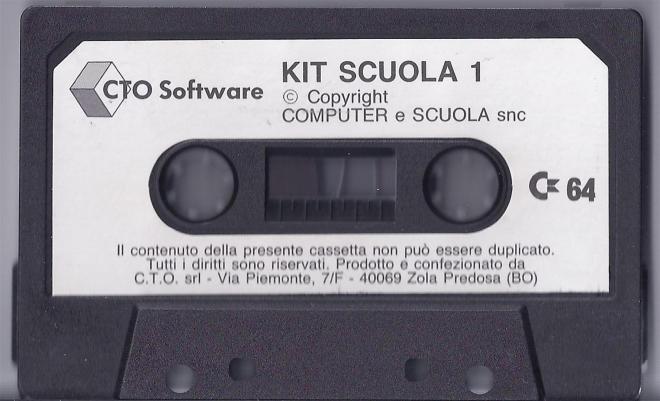 CTO Software
KIT SCUOLA 1
© Copyright
COMPUTER e SCUOLA snc
C 64
Il contenuto della presente cassetta non può essere duplicato.
Tutti i diritti sono riservati. Prodotto e confezionato da
C.T.O. srl - Via Piemonte, 7/F - 40069 Zola Predosa (BO)